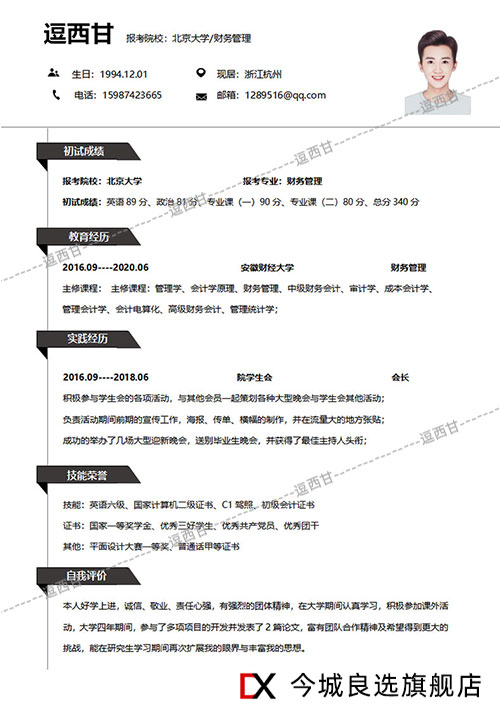 逗西甘 报考院校：北京大学/财务管理
生日：1994.12.01 现居：浙江杭州
电话：15987423665 邮箱：1289516@qq.com
逗西甘
初试成绩
报考院校：北京大学 报考专业：财务管理
初试成绩：英语 89 分、政治 81 分、专业课（一）90 分、专业课（二）80 分、总分 340 分
逗西甘
教育经历
逗西甘
2016.09----2020.06 安徽财经大学 财务管理
主修课程： 主修课程：管理学、会计学原理、财务管理、中级财务会计、审计学、成本会计学、
管理会计学、会计电算化、高级财务会计、管理统计学；
实践经历
2016.09----2018.06 院学生会 会长
积极参与学生会的各项活动，与其他会员一起策划各种大型晚会与学生会其他活动；
负责活动期间前期的宣传工作，海报、传单、横幅的制作，并在流量大的地方张贴；
成功的举办了几场大型迎新晚会，送别毕业生晚会，并获得了最佳主持人头衔；
逗西甘
技能荣誉
逗西甘
技能：英语六级、国家计算机二级证书、C1 驾照、初级会计证书
证书：国家一等奖学金、优秀三好学生、优秀共产党员、优秀团干
其他：平面设计大赛一等奖、普通话甲等证书
逗西甘
自我评价
本人好学上进，诚信、敬业、责任心强，有强烈的团体精神，在大学期间认真学习，积极参加课外活
动，大学四年期间，参与了多项项目的开发并发表了 2 篇论文，富有团队合作精神及希望得到更大的
挑战，能在研究生学习期间再次扩展我的眼界与丰富我的思想。
DX 今城良选旗舰店